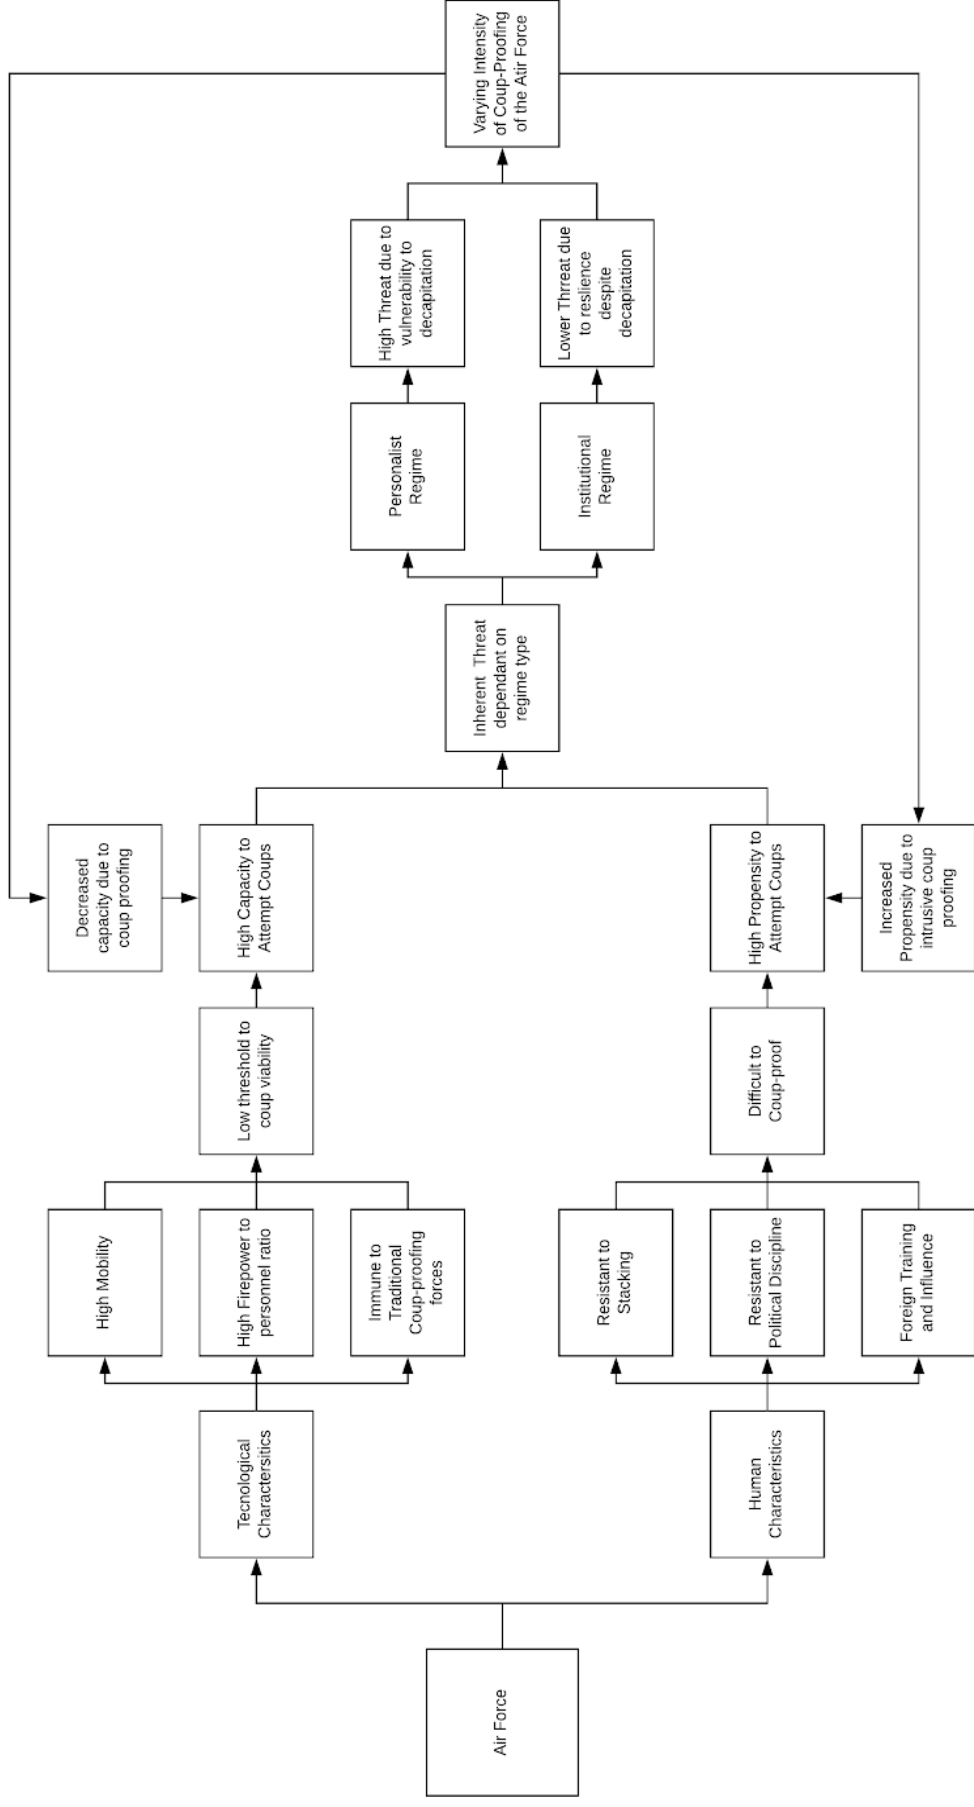 Air Force
Tecnological
Charactersitics
Human
Characteristics
High Mobility
High Firepower to
personnel ratio
Immune to
Traditional
Coup-proofing
forces
Resistant to
Stacking
Resistant to
Political Discipline
Foreign Training
and Influence
Low threshold to
coup viability
Difficult to
Coup-proof
Decreased
capacity due to
coup proofing
High Capacity to
Attempt Coups
High Propensity to
Attempt Coups
Increased
Propensity due to
intrusive coup
proofing
Inherent Threat
dependant on
regime type
Personalist
Regime
Institutional
Regime
High Threat due to
vulnerability to
decapitation
Lower Thrreat due
to reslience
despite
decapitation
Varying Intensity
of Coup-Proofing
of the Atir Force